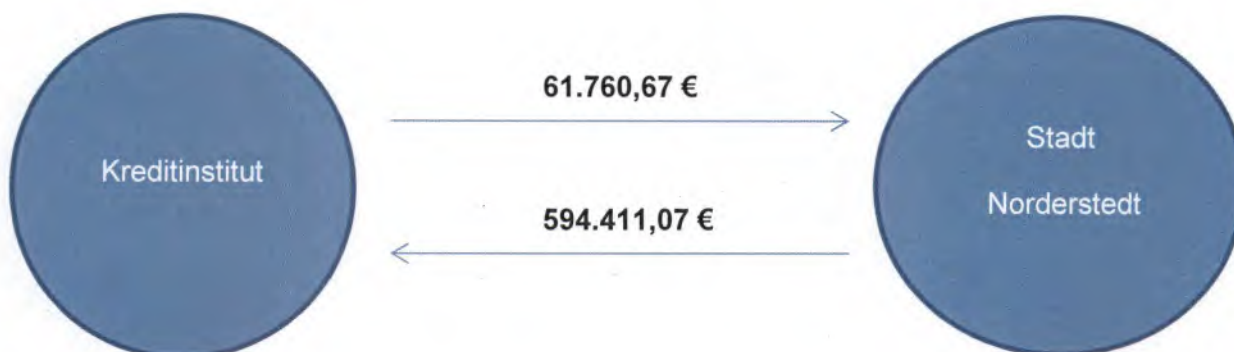 61.760,67 €
Kreditinstitut
Stadt
Norderstedt
594.411,07 €